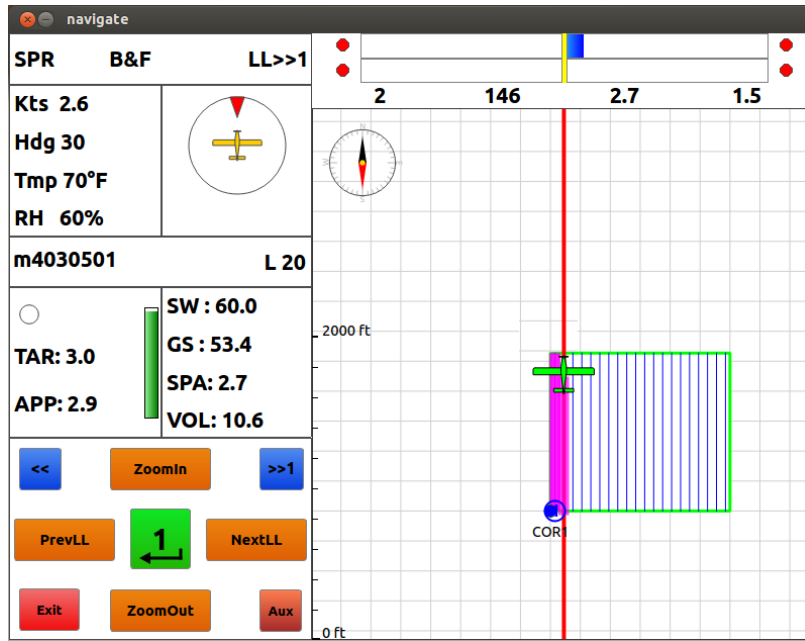 navigate
SPR B&F LL>>1
Kts 2.6
Hdg 30
Tmp 70°F
RH 60%
m4030501 L 20
TAR: 3.0
APP: 2.9
SW : 60.0
GS : 53.4
SPA: 2.7
VOL: 10.6
<< ZoomIn >>1
PrevLL 1 NextLL
Exit ZoomOut Aux
2 146 2.7 1.5
2000 ft
COR1
0 ft